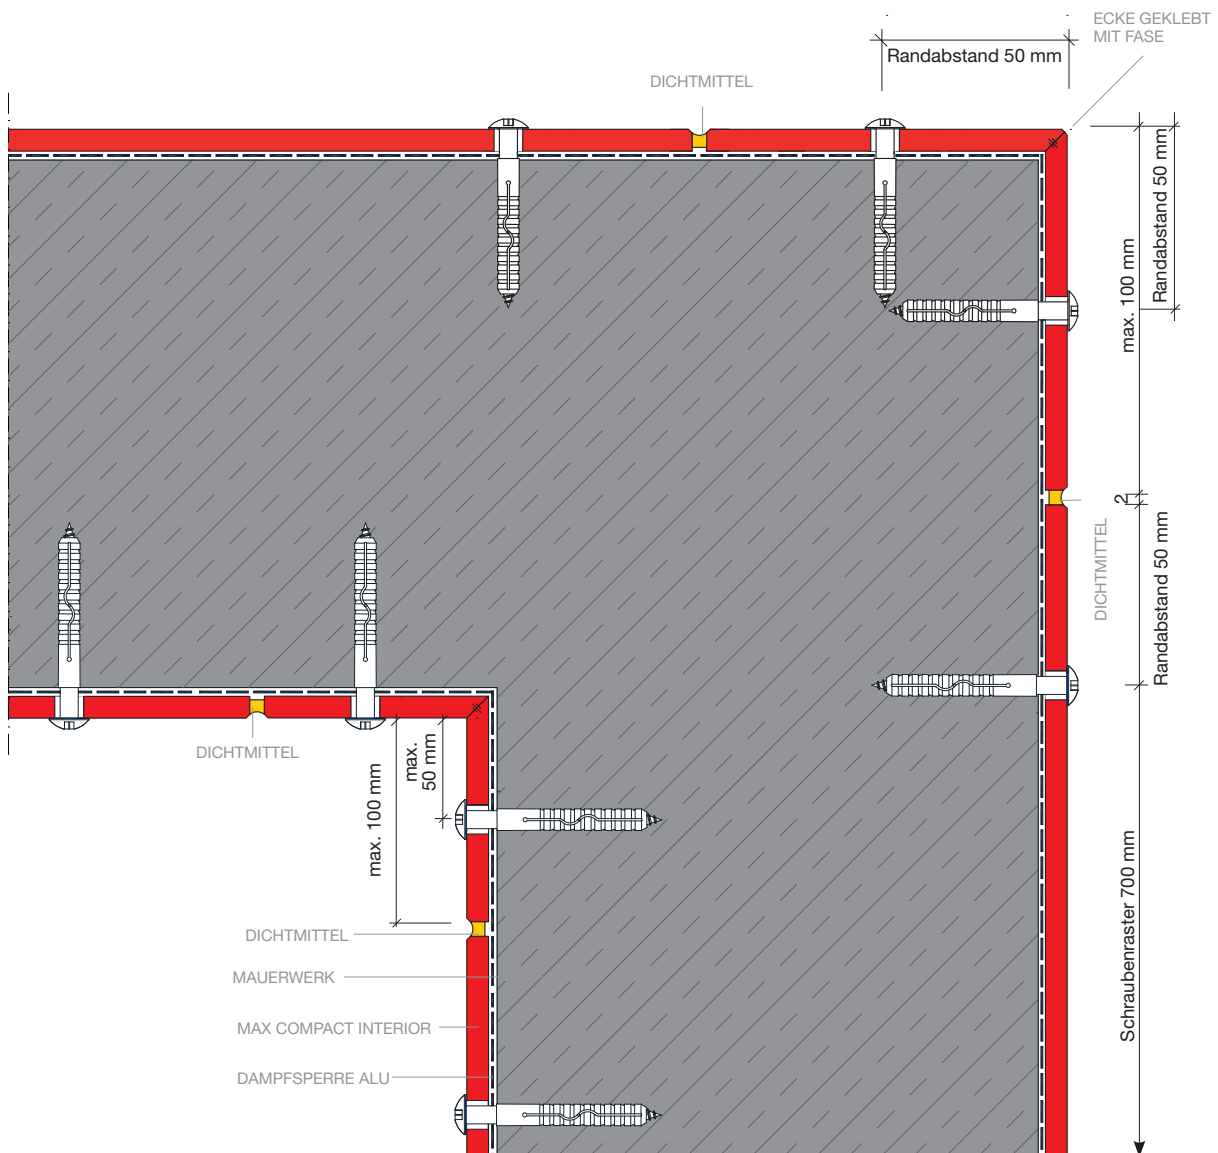 ECKE GEKLEBT
MIT FASE
Randabstand 50 mm
DICHTMITTEL
Randabstand 50 mm
max. 100 mm
2
DICHTMITTEL
Randabstand 50 mm
DICHTMITTEL
max.
50 mm
max. 100 mm
Schraubenraster 700 mm
DICHTMITTEL
MAUERWERK
MAX COMPACT INTERIOR
DAMPFSPERRE ALU